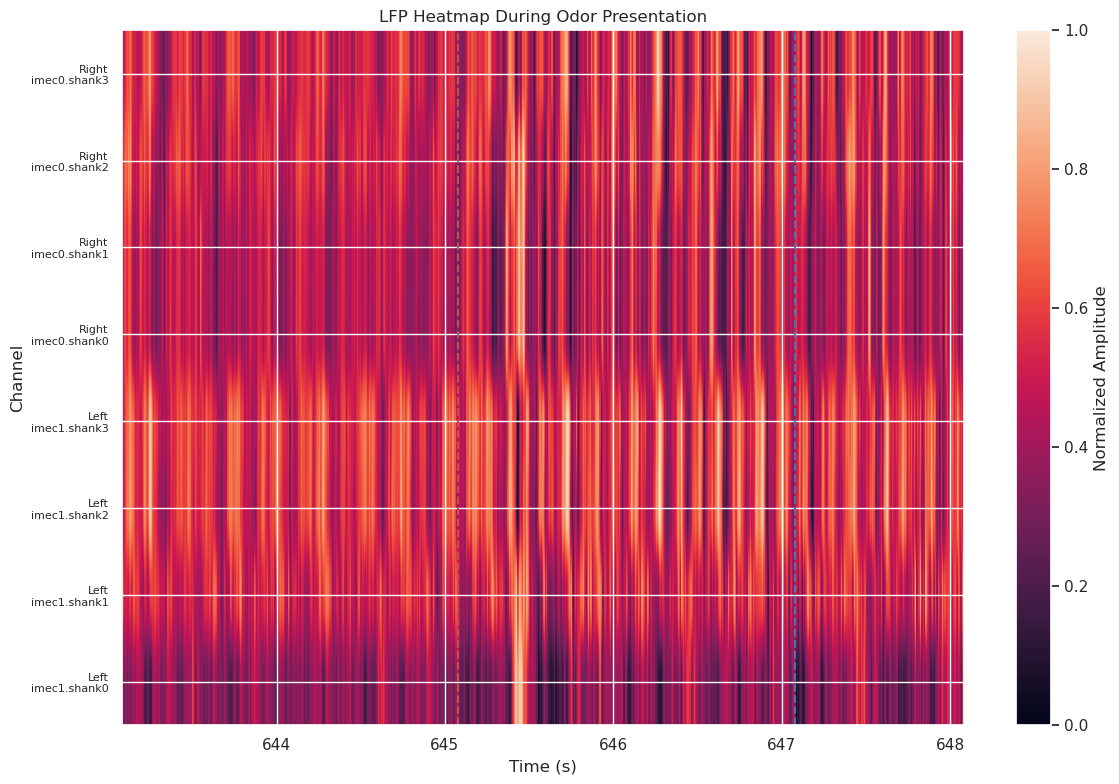 LFP Heatmap During Odor Presentation
Channel
Right
imec0.shank3
Right
imec0.shank2
Right
imec0.shank1
Right
imec0.shank0
Left
imec1.shank3
Left
imec1.shank2
Left
imec1.shank1
Left
imec1.shank0
644
645
646
647
648
Time (s)
1.0
0.8
0.6
0.4
0.2
0.0
Normalized Amplitude